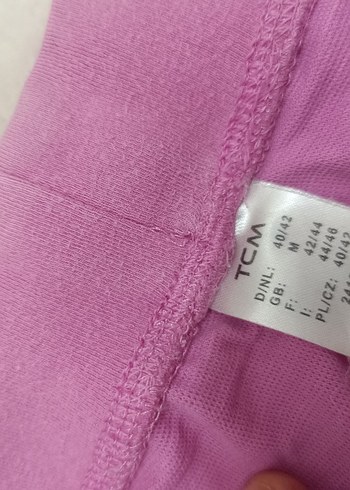 TCM
D/NL: 40/42
GB: M
F: 42/44
I: 44/46
PL/CZ: 40/42